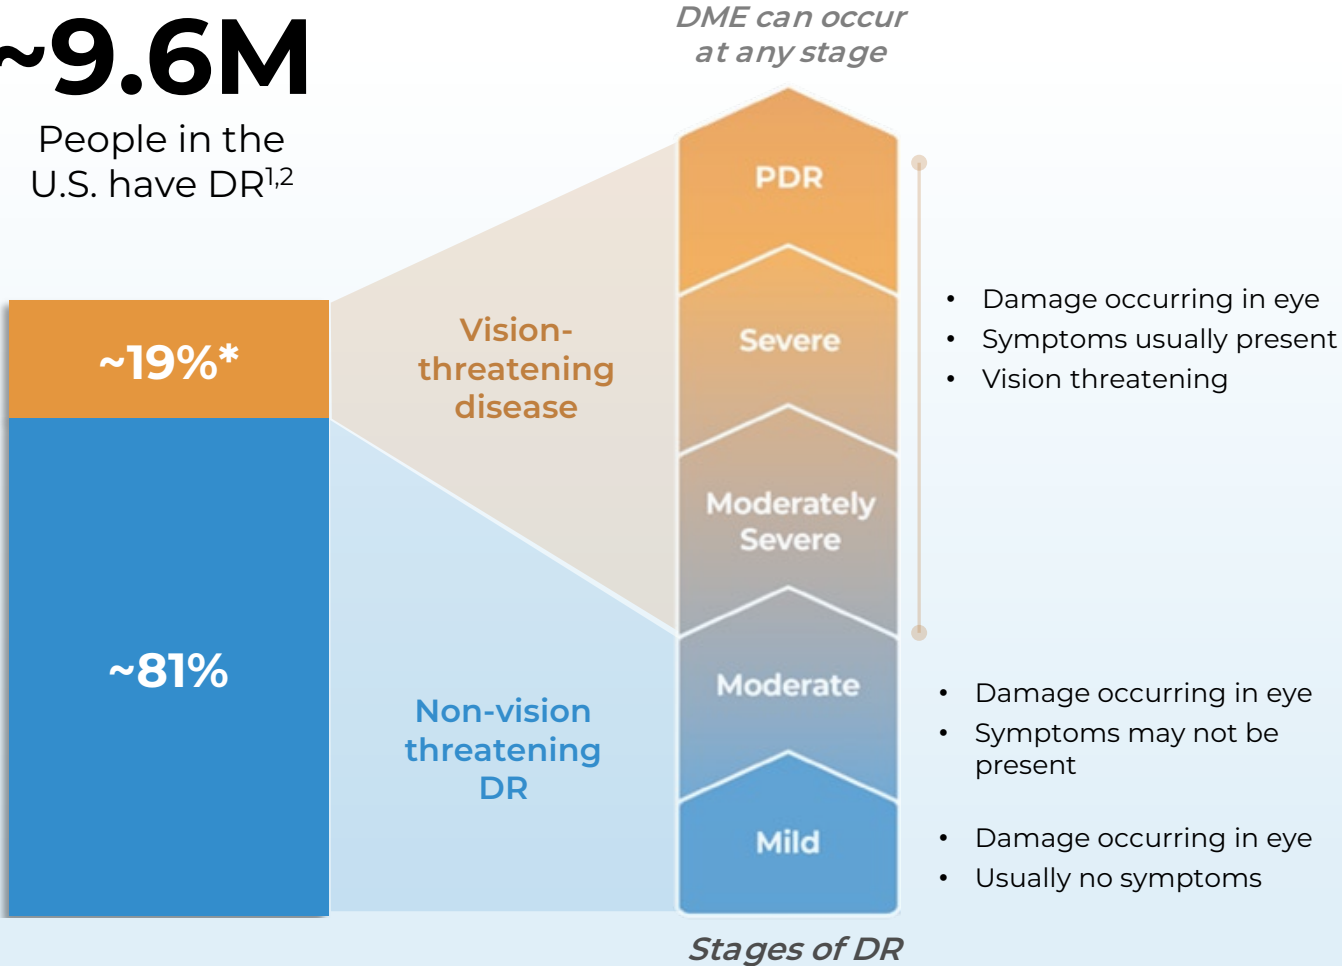 ~9.6M
People in the
U.S. have DR1,2
~19%*
~81%
Vision-
threatening
disease
Non-vision
threatening
DR
DME can occur
at any stage
PDR
Severe
Moderately
Severe
Moderate
Mild
Stages of DR
• Damage occurring in eye
• Symptoms usually present
• Vision threatening
• Damage occurring in eye
• Symptoms may not be
present
• Damage occurring in eye
• Usually no symptoms